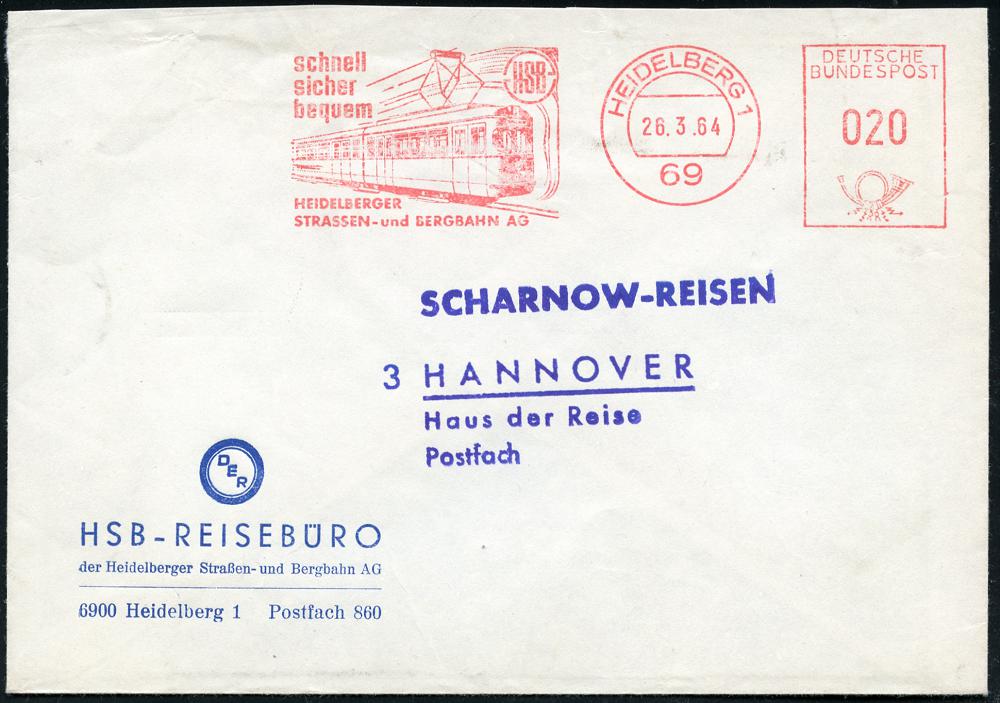 schnell
sicher
bequem
HSB
HEIDELBERGER
STRASSEN-und BERGBAHN AG
HEIDELBERG 1
26.3.64
69
DEUTSCHE
BUNDESPOST
020
SCHARNOW-REISEN
3 HANNOVER
Haus der Reise
Postfach
DER
HSB-REISEBÜRO
der Heidelberger Straßen- und Bergbahn AG
6900 Heidelberg 1 Postfach 860